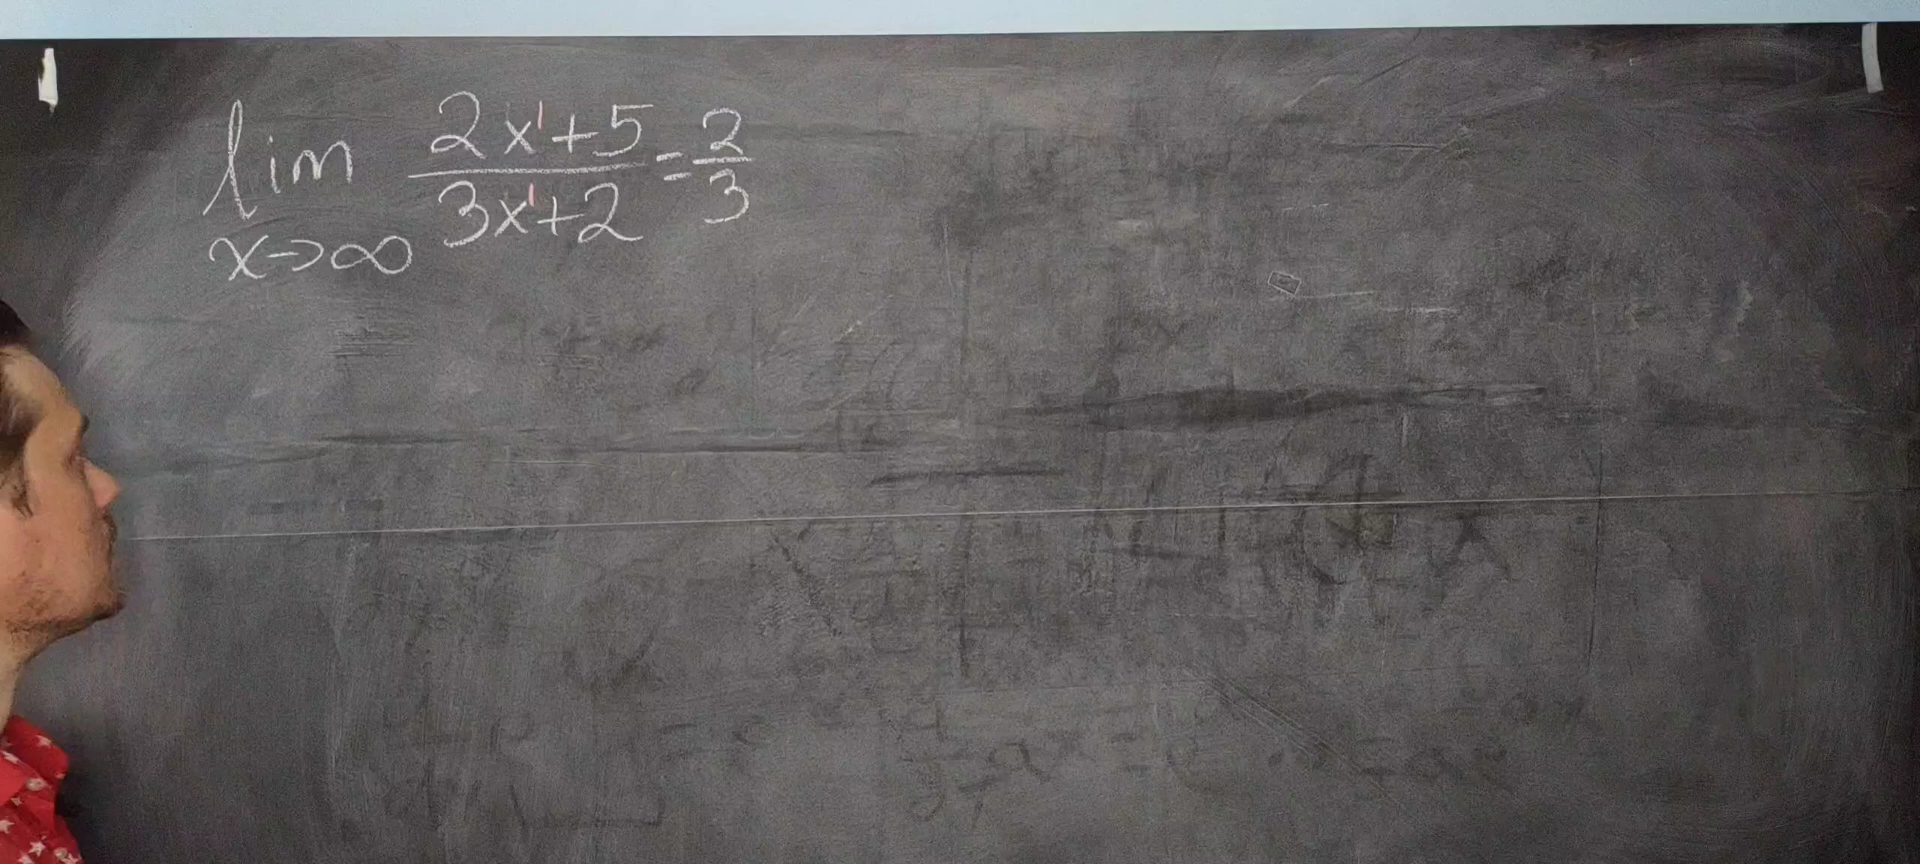 lim 2x¹+5 / 3x¹+2 = 2/3
x→∞